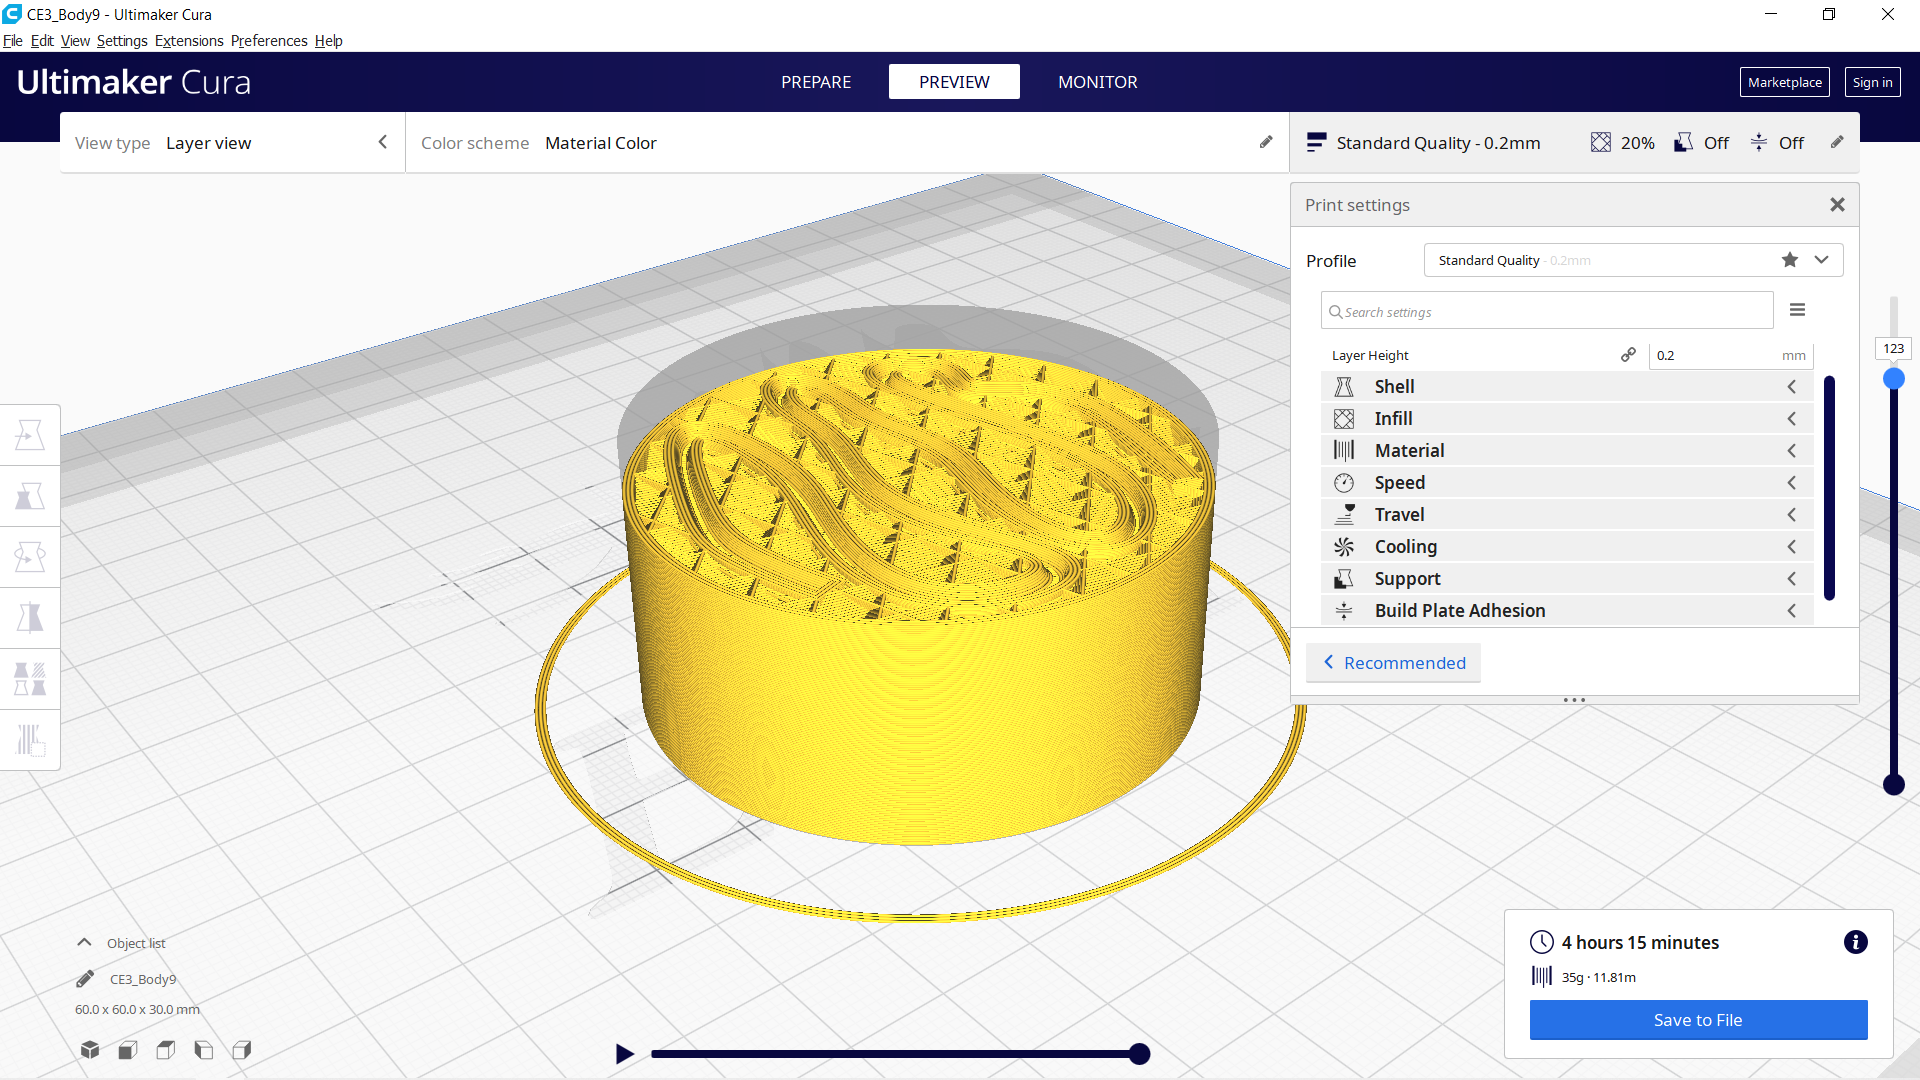 CE3_Body9 - Ultimaker Cura
File Edit View Settings Extensions Preferences Help
Ultimaker Cura
PREPARE
PREVIEW
MONITOR
Marketplace
Sign in
View type Layer view
Color scheme Material Color
Standard Quality - 0.2mm
20%
Off
Off
Print settings
Profile
Standard Quality - 0.2mm
Search settings
Layer Height
0.2 mm
Shell
Infill
Material
Speed
Travel
Cooling
Support
Build Plate Adhesion
Recommended
123
Object list
CE3_Body9
60.0 x 60.0 x 30.0 mm
4 hours 15 minutes
35g · 11.81m
Save to File